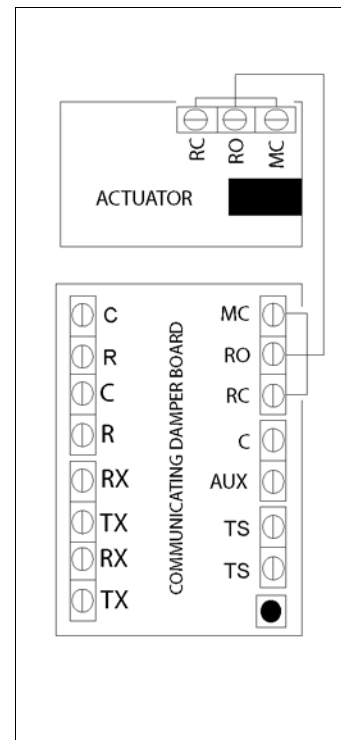 RC RO MC
ACTUATOR
C
R
C
R
RX
TX
RX
TX
COMMUNICATING DAMPER BOARD
MC
RO
RC
C
AUX
TS
TS